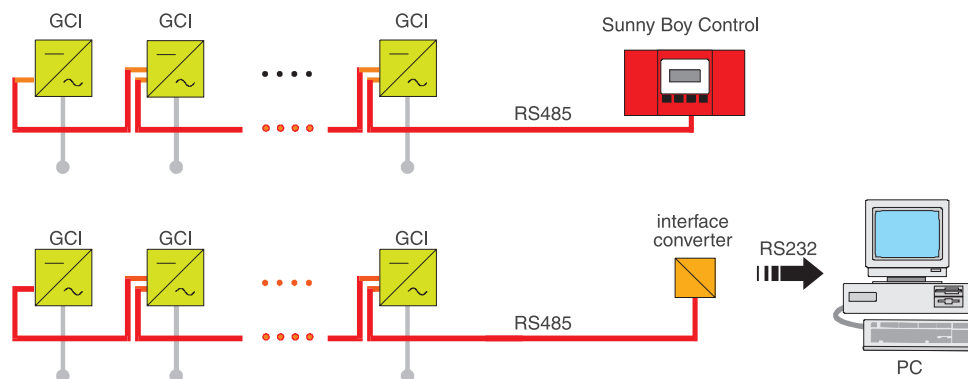 GCI
GCI
GCI
Sunny Boy Control
RS485
GCI
GCI
GCI
interface
converter
RS232
RS485
PC